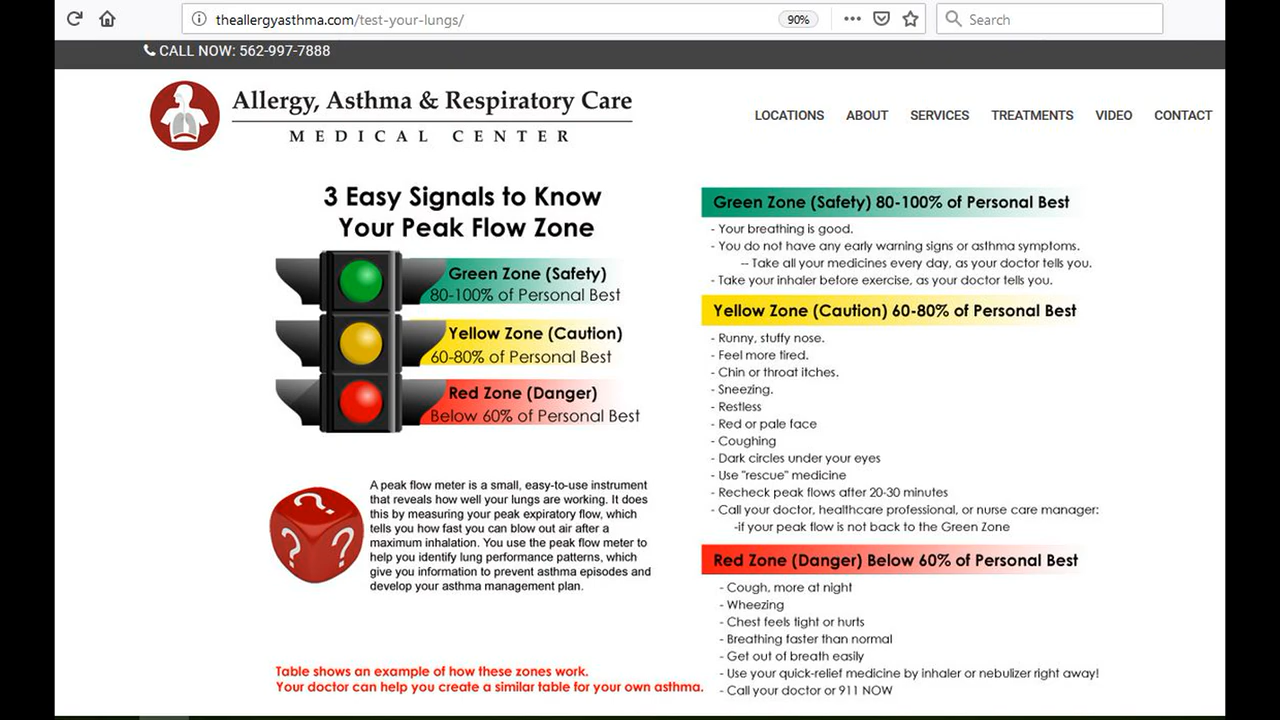 theallergyasthma.com/test-your-lungs/
90%
Search
CALL NOW: 562-997-7888
Allergy, Asthma & Respiratory Care
MEDICAL CENTER
LOCATIONS ABOUT SERVICES TREATMENTS VIDEO CONTACT
3 Easy Signals to Know
Your Peak Flow Zone
Green Zone (Safety)
80-100% of Personal Best
Yellow Zone (Caution)
60-80% of Personal Best
Red Zone (Danger)
Below 60% of Personal Best
? ? ?
A peak flow meter is a small, easy-to-use instrument
that reveals how well your lungs are working. It does
this by measuring your peak expiratory flow, which
tells you how fast you can blow out air after a
maximum inhalation. You use the peak flow meter to
help you identify lung performance patterns, which
give you information to prevent asthma episodes and
develop your asthma management plan.
Table shows an example of how these zones work.
Your doctor can help you create a similar table for your own asthma.
Green Zone (Safety) 80-100% of Personal Best
- Your breathing is good.
- You do not have any early warning signs or asthma symptoms.
-- Take all your medicines every day, as your doctor tells you.
- Take your inhaler before exercise, as your doctor tells you.
Yellow Zone (Caution) 60-80% of Personal Best
- Runny, stuffy nose.
- Feel more tired.
- Chin or throat itches.
- Sneezing.
- Restless
- Red or pale face
- Coughing
- Dark circles under your eyes
- Use "rescue" medicine
- Recheck peak flows after 20-30 minutes
- Call your doctor, healthcare professional, or nurse care manager:
-if your peak flow is not back to the Green Zone
Red Zone (Danger) Below 60% of Personal Best
- Cough, more at night
- Wheezing
- Chest feels tight or hurts
- Breathing faster than normal
- Get out of breath easily
- Use your quick-relief medicine by inhaler or nebulizer right away!
- Call your doctor or 911 NOW